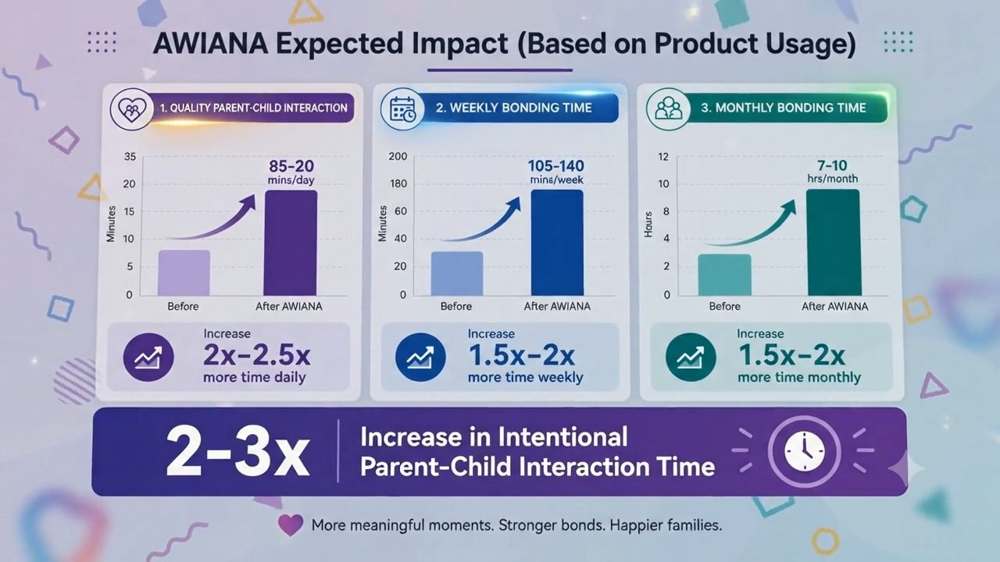 AWIANA Expected Impact (Based on Product Usage)
1. QUALITY PARENT-CHILD INTERACTION
35
20
15
10
5
0
Minutes
85-20
mins/day
Before
After AWIANA
Increase
2x-2.5x
more time daily
2. WEEKLY BONDING TIME
200
180
60
40
20
0
Minutes
105-140
mins/week
Before
After AWIANA
Increase
1.5x-2x
more time weekly
3. MONTHLY BONDING TIME
12
10
8
4
2
0
Hours
7-10
hrs/month
Before
After AWIANA
Increase
1.5x-2x
more time monthly
2-3x
Increase in Intentional
Parent-Child Interaction Time
More meaningful moments. Stronger bonds. Happier families.